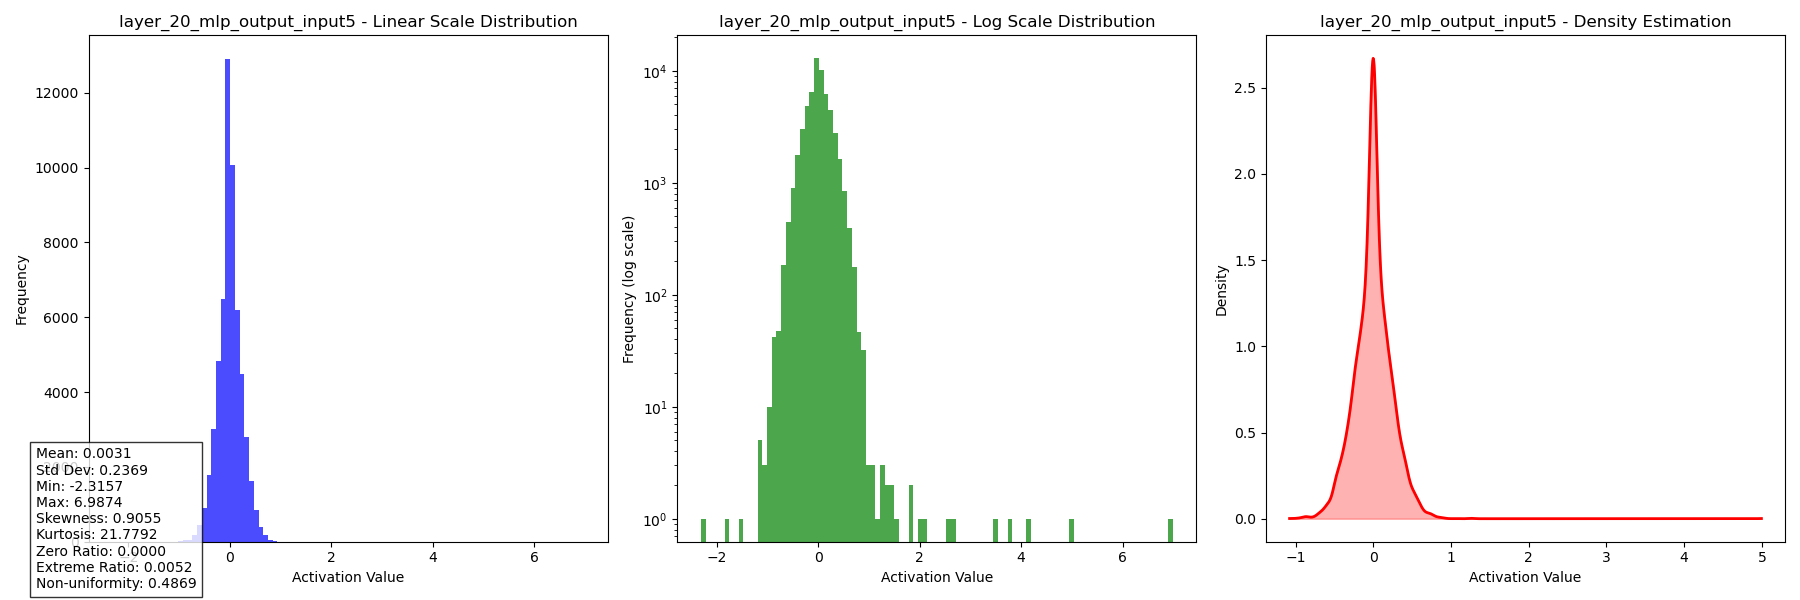 layer_20_mlp_output_input5 - Linear Scale Distribution
Frequency
12000
10000
8000
6000
4000
0
2
4
6
Activation Value
Mean: 0.0031
Std Dev: 0.2369
Min: -2.3157
Max: 6.9874
Skewness: 0.9055
Kurtosis: 21.7792
Zero Ratio: 0.0000
Extreme Ratio: 0.0052
Non-uniformity: 0.4869
layer_20_mlp_output_input5 - Log Scale Distribution
Frequency (log scale)
10⁴
10³
10²
10¹
10⁰
−2
0
2
4
6
Activation Value
layer_20_mlp_output_input5 - Density Estimation
Density
2.5
2.0
1.5
1.0
0.5
0.0
−1
0
1
2
3
4
5
Activation Value